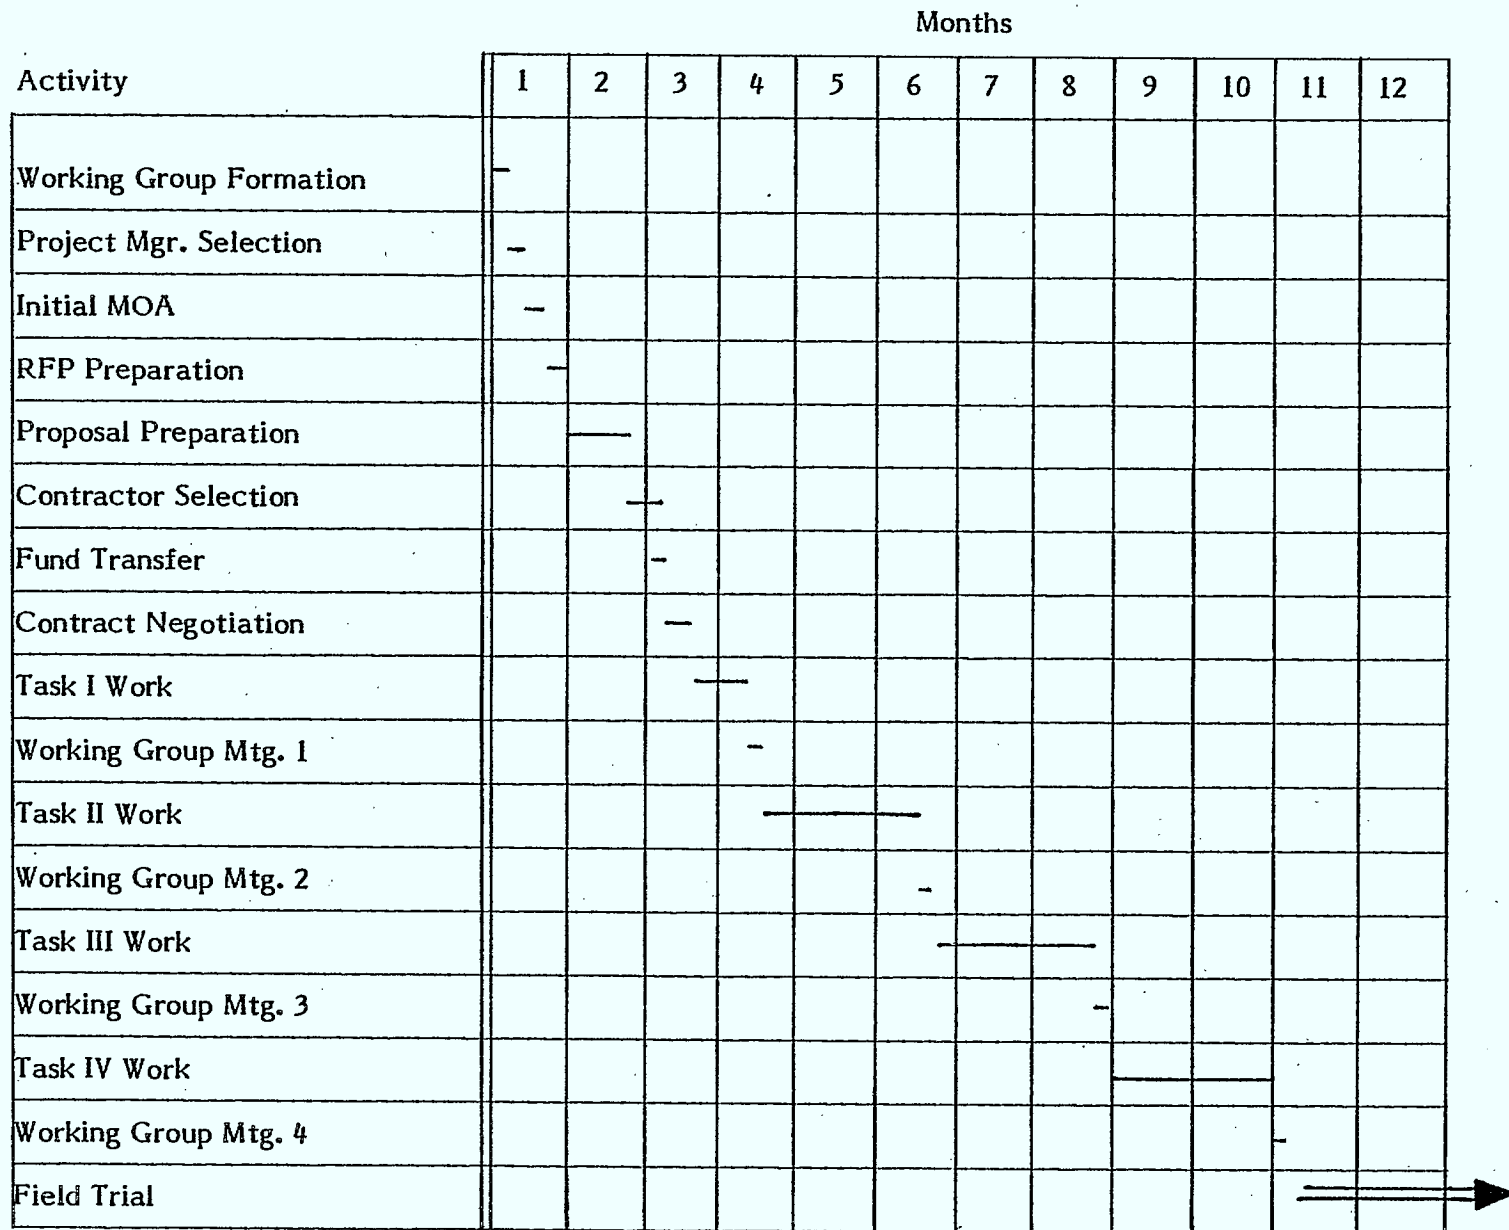 Months
Activity 1 2 3 4 5 6 7 8 9 10 11 12
Working Group Formation
Project Mgr. Selection
Initial MOA
RFP Preparation
Proposal Preparation
Contractor Selection
Fund Transfer
Contract Negotiation
Task I Work
Working Group Mtg. 1
Task II Work
Working Group Mtg. 2
Task III Work
Working Group Mtg. 3
Task IV Work
Working Group Mtg. 4
Field Trial